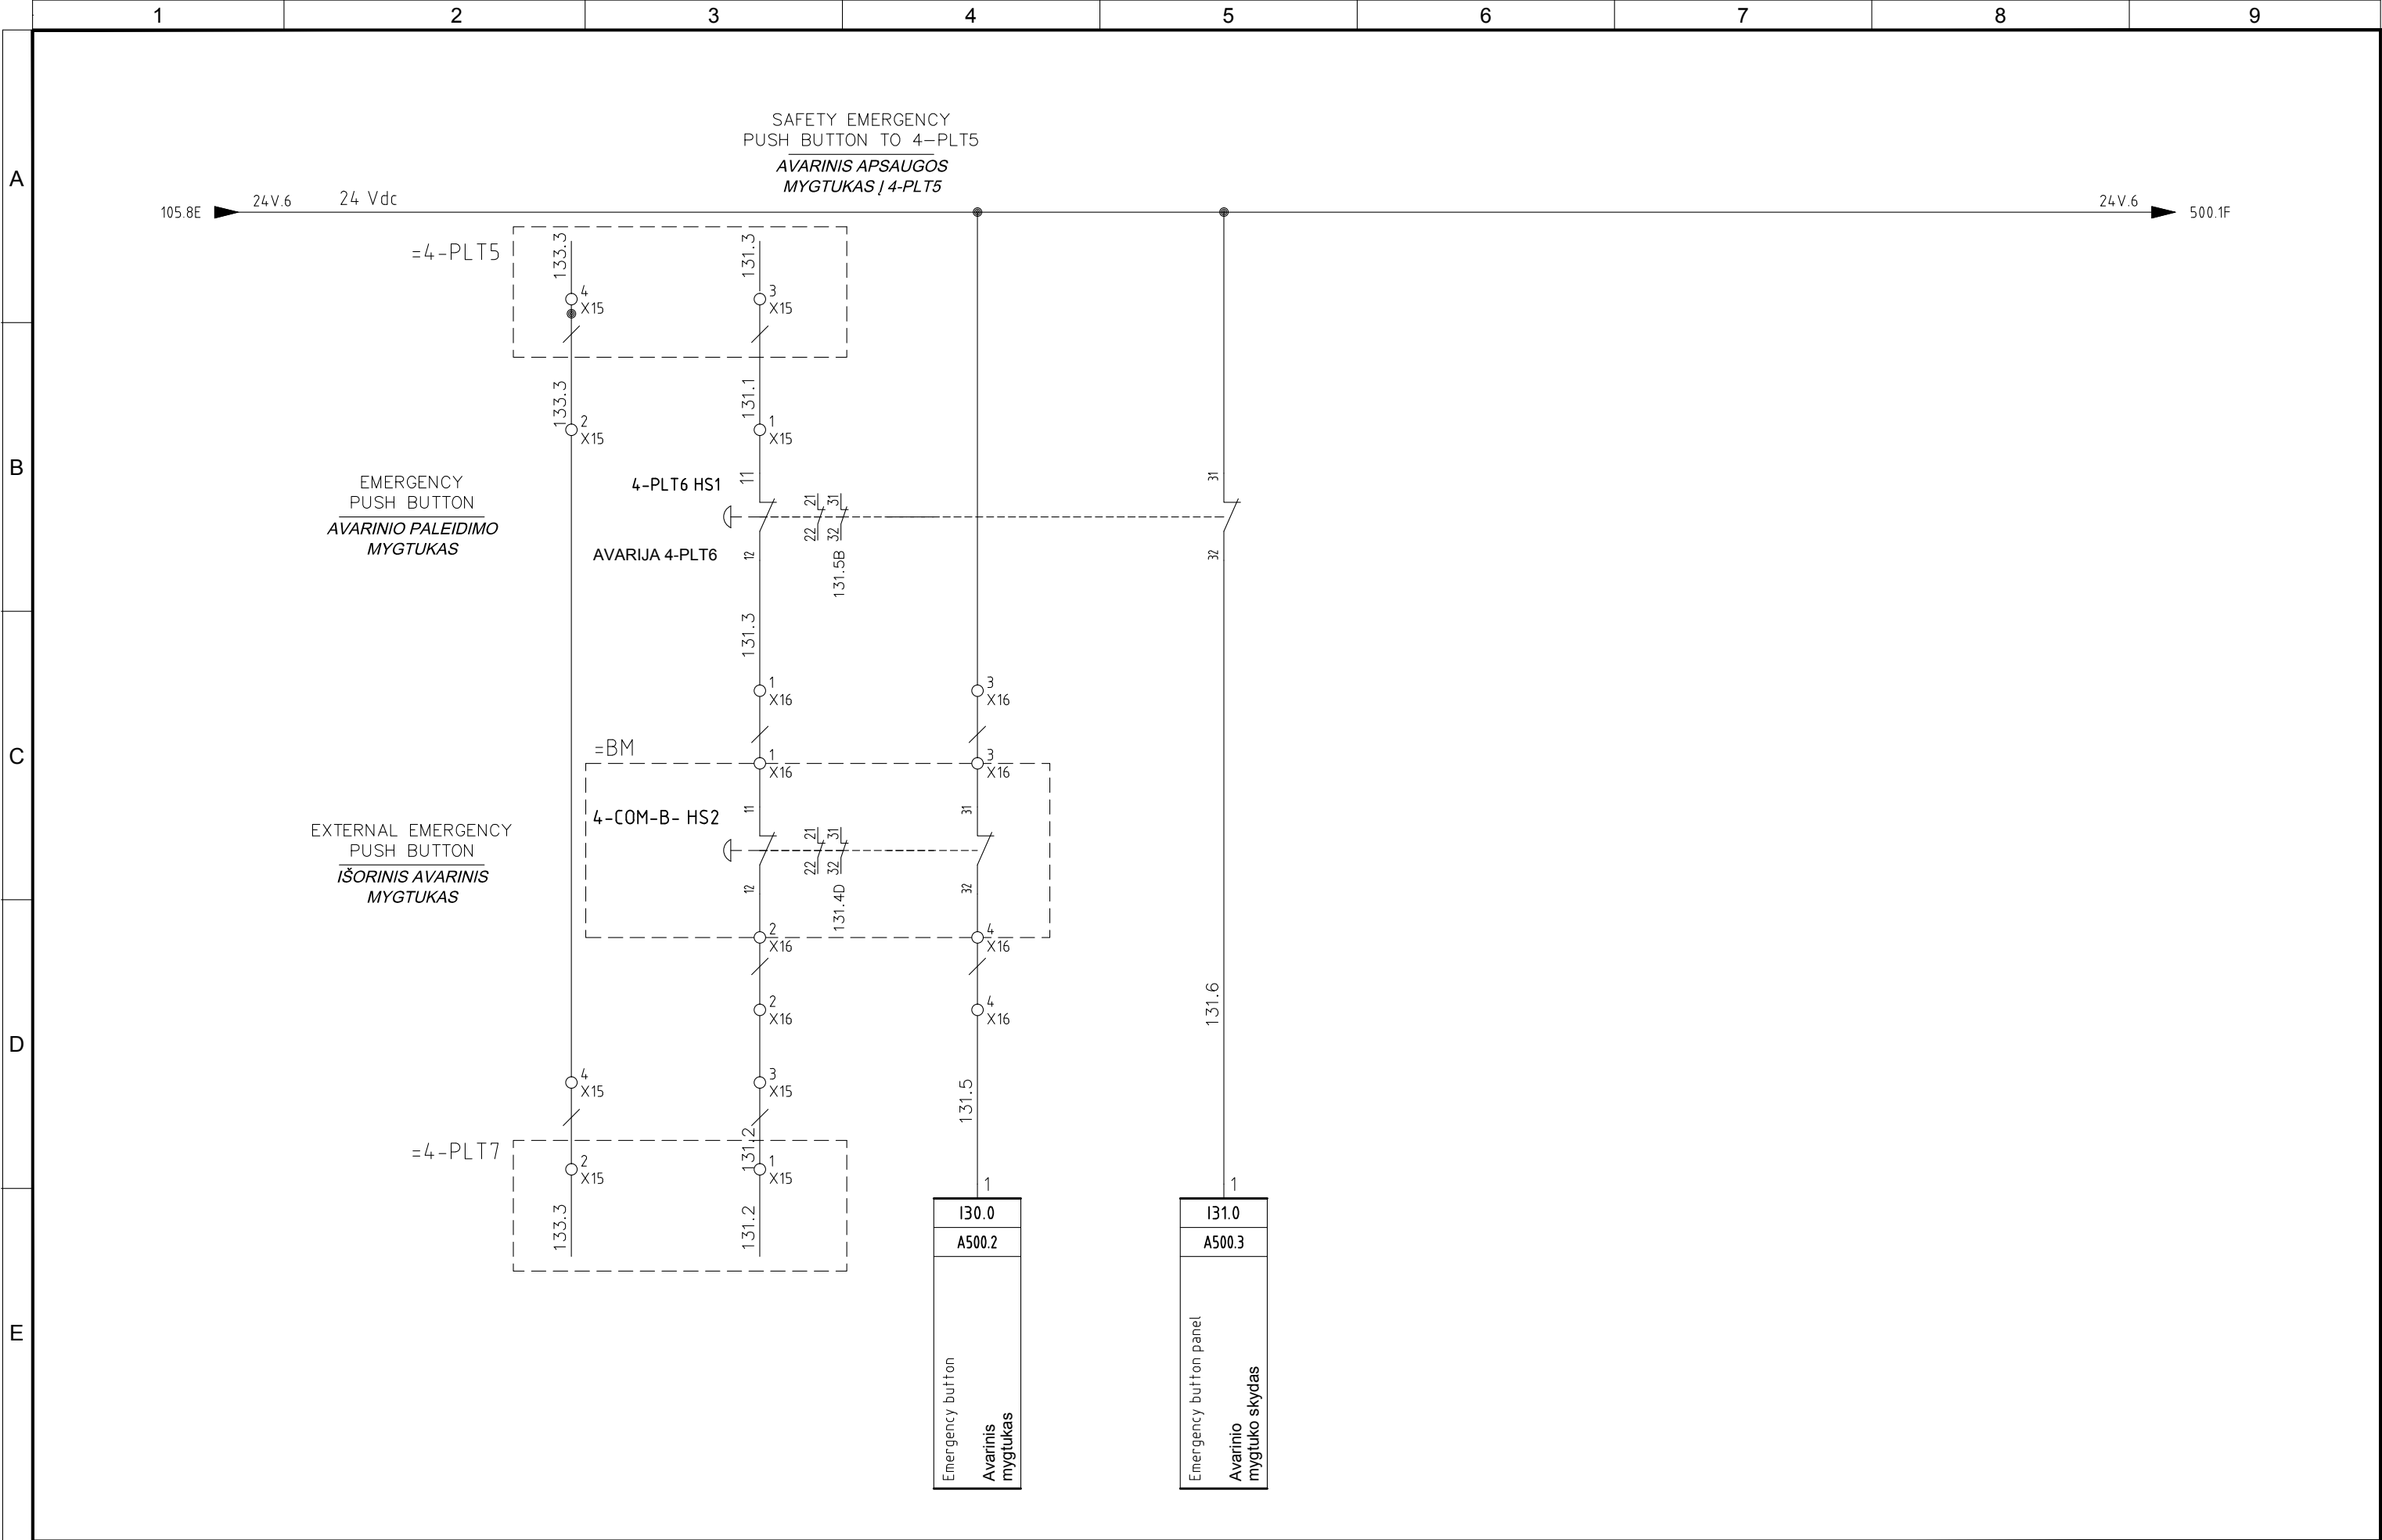 1 2 3 4 5 6 7 8 9
SAFETY EMERGENCY
PUSH BUTTON TO 4-PLT5
AVARINIS APSAUGOS
MYGTUKAS Į 4-PLT5
A
105.8E 24V.6 24 Vdc 24V.6 500.1F
=4-PLT5 133.3 131.3
4 3
X15 X15
133.3 131.1
2 1
X15 X15
B
EMERGENCY
PUSH BUTTON
AVARINIO PALEIDIMO
MYGTUKAS
4-PLT6 HS1 11 21 31 31
AVARIJA 4-PLT6 12 22 32 32
131.5B
131.3
1 3
X16 X16
C
=BM
1 3
X16 X16
EXTERNAL EMERGENCY
PUSH BUTTON
IŠORINIS AVARINIS
MYGTUKAS
4-COM-B- HS2 11 21 31 31
12 22 32 32
131.4D
2 4
X16 X16
2 4
X16 X16
131.6
D
4 3
X15 X15
131.5
=4-PLT7 131.2
2 1
X15 X15
1 1
133.3 131.2
I30.0 I31.0
A500.2 A500.3
E
Emergency button
Avarinis
mygtukas
Emergency button panel
Avarinio
mygtuko skydas